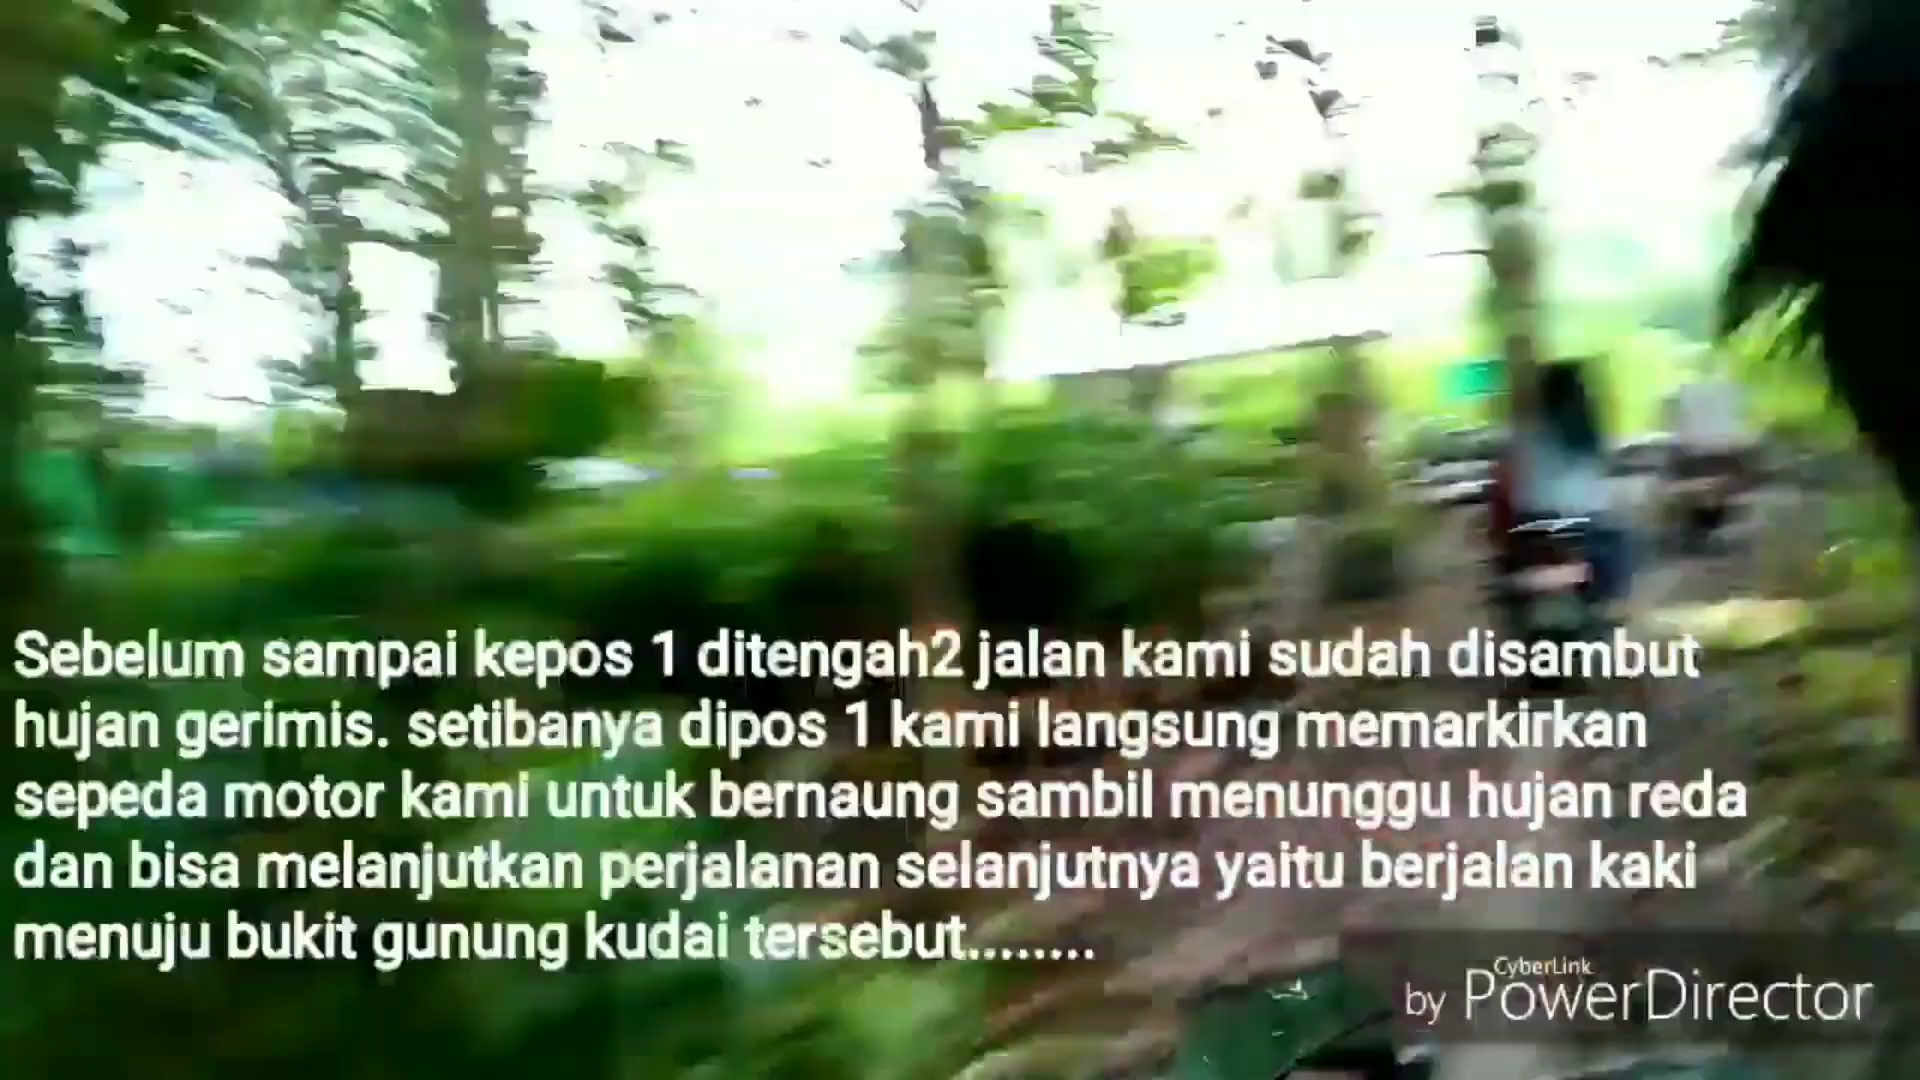 Sebelum sampai kepos 1 ditengah2 jalan kami sudah disambut
hujan gerimis. setibanya dipos 1 kami langsung memarkirkan
sepeda motor kami untuk bernaung sambil menunggu hujan reda
dan bisa melanjutkan perjalanan selanjutnya yaitu berjalan kaki
menuju bukit gunung kudai tersebut........
CyberLink
by PowerDirector